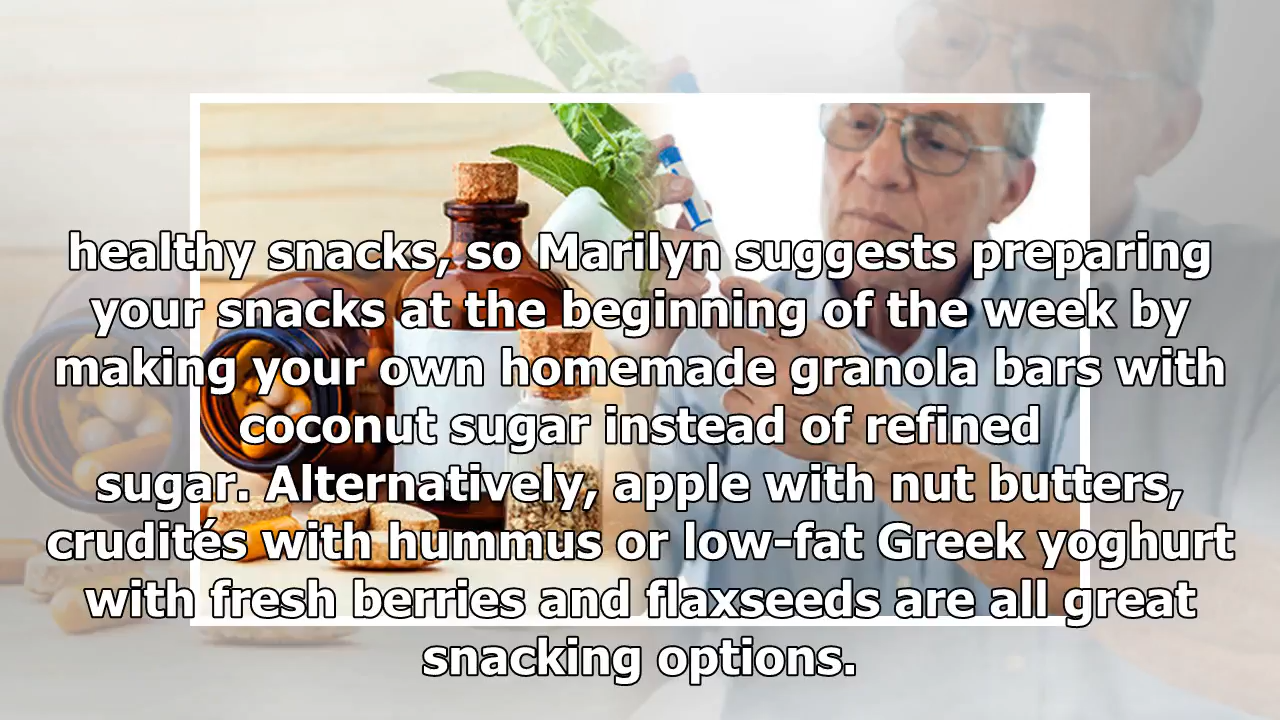 healthy snacks, so Marilyn suggests preparing
your snacks at the beginning of the week by
making your own homemade granola bars with
coconut sugar instead of refined
sugar. Alternatively, apple with nut butters,
crudités with hummus or low-fat Greek yoghurt
with fresh berries and flaxseeds are all great
snacking options.